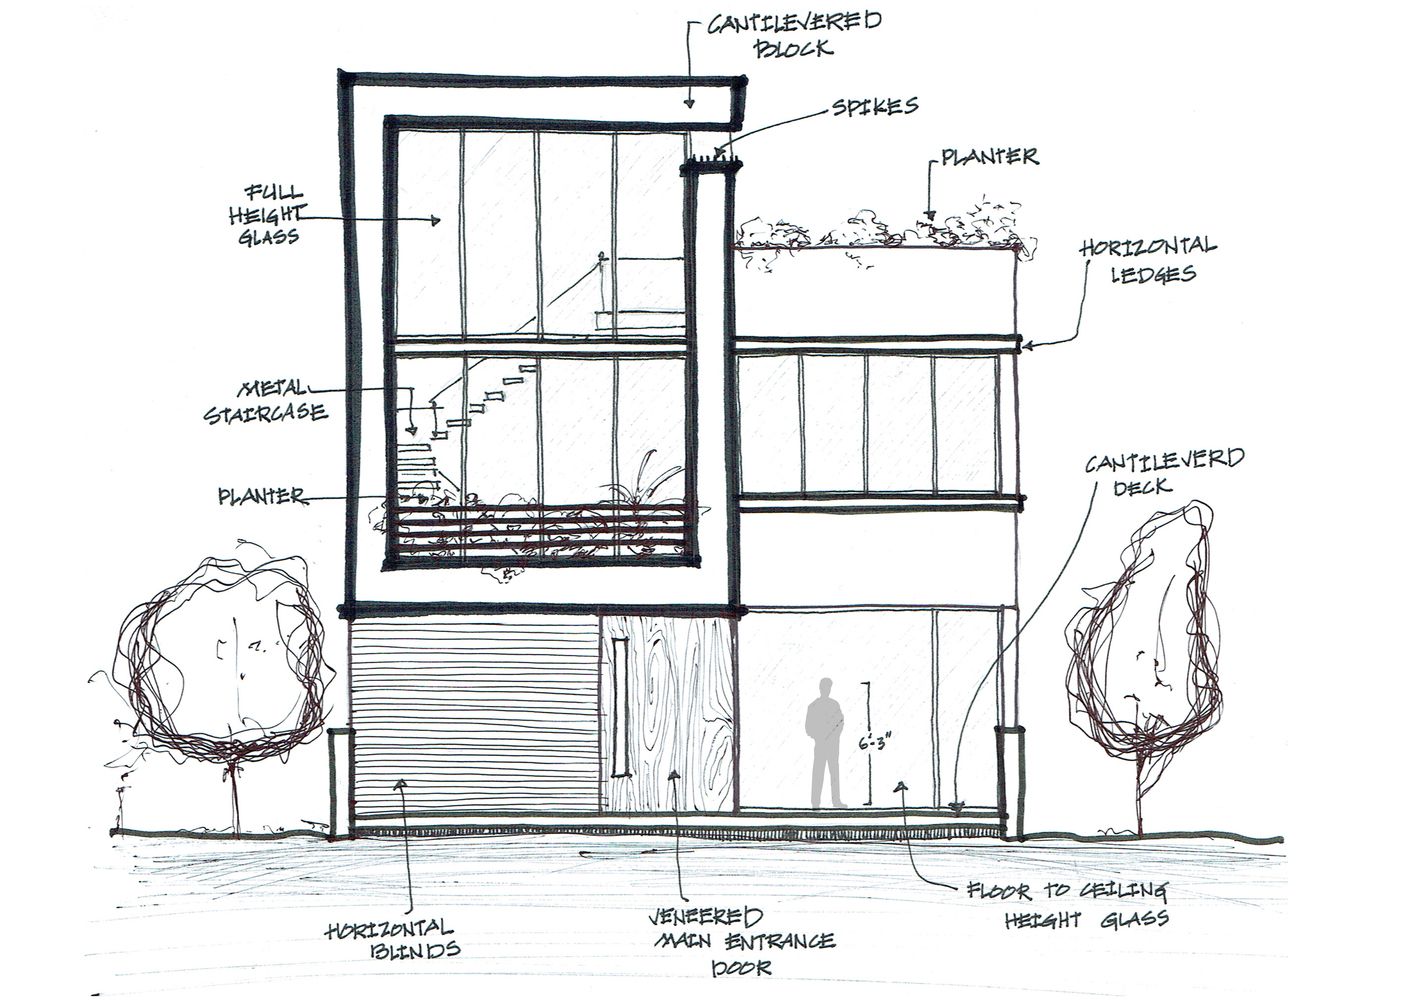 CANTILEVERED
BLOCK
SPIKES
PLANTER
FULL
HEIGHT
GLASS
HORIZONTAL
LEDGES
METAL
STAIRCASE
PLANTER
CANTILEVERD
DECK
6'-3"
FLOOR TO CEILING
HEIGHT GLASS
HORIZONTAL
BLINDS
VENEERED
MAIN ENTRANCE
DOOR